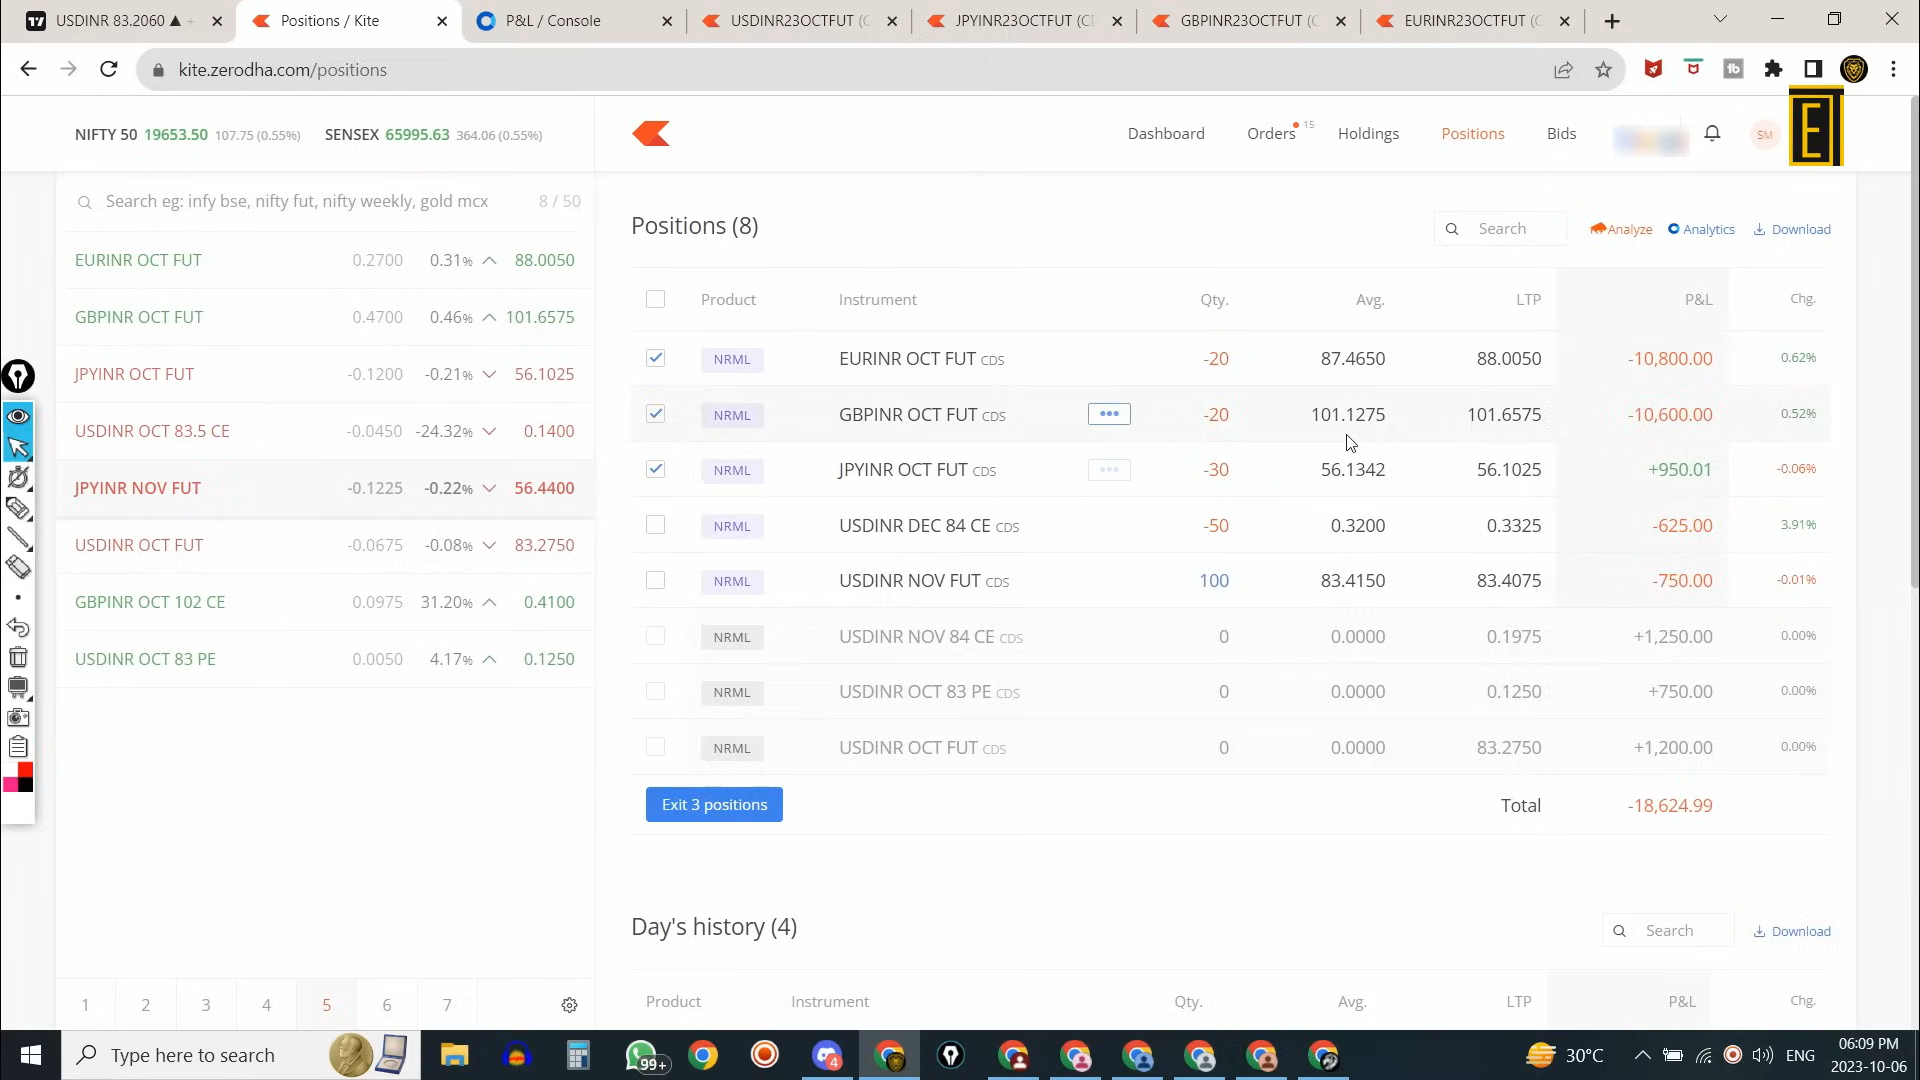 USDINR 83.2060 ▲ +
Positions / Kite
P&L / Console
USDINR23OCTFUT (C
JPYINR23OCTFUT (CD
GBPINR23OCTFUT (C
EURINR23OCTFUT (C
kite.zerodha.com/positions
NIFTY 50 19653.50 107.75 (0.55%) SENSEX 65995.63 364.06 (0.55%)
Dashboard Orders 15 Holdings Positions Bids SM E
Search eg: infy bse, nifty fut, nifty weekly, gold mcx 8 / 50
EURINR OCT FUT 0.2700 0.31% 88.0050
GBPINR OCT FUT 0.4700 0.46% 101.6575
JPYINR OCT FUT -0.1200 -0.21% 56.1025
USDINR OCT 83.5 CE -0.0450 -24.32% 0.1400
JPYINR NOV FUT -0.1225 -0.22% 56.4400
USDINR OCT FUT -0.0675 -0.08% 83.2750
GBPINR OCT 102 CE 0.0975 31.20% 0.4100
USDINR OCT 83 PE 0.0050 4.17% 0.1250
1 2 3 4 5 6 7
Positions (8) Search Analyze Analytics Download
Product Instrument Qty. Avg. LTP P&L Chg.
NRML EURINR OCT FUT CDS -20 87.4650 88.0050 -10,800.00 0.62%
NRML GBPINR OCT FUT CDS ••• -20 101.1275 101.6575 -10,600.00 0.52%
NRML JPYINR OCT FUT CDS ••• -30 56.1342 56.1025 +950.01 -0.06%
NRML USDINR DEC 84 CE CDS -50 0.3200 0.3325 -625.00 3.91%
NRML USDINR NOV FUT CDS 100 83.4150 83.4075 -750.00 -0.01%
NRML USDINR NOV 84 CE CDS 0 0.0000 0.1975 +1,250.00 0.00%
NRML USDINR OCT 83 PE CDS 0 0.0000 0.1250 +750.00 0.00%
NRML USDINR OCT FUT CDS 0 0.0000 83.2750 +1,200.00 0.00%
Exit 3 positions Total -18,624.99
Day's history (4) Search Download
Product Instrument Qty. Avg. LTP P&L Chg.
Type here to search 99+ 4 30°C ENG 06:09 PM
2023-10-06